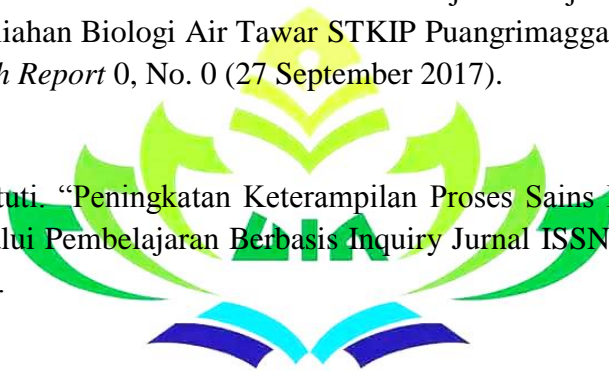 liahan Biologi Air Tawar STKIP Puangrimagga
Report 0, No. 0 (27 September 2017).
tuti. “Peningkatan Keterampilan Proses Sains
lui Pembelajaran Berbasis Inquiry Jurnal ISSN